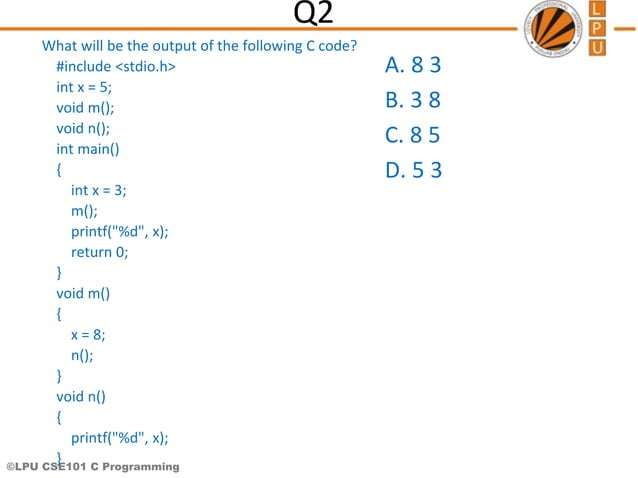 Q2
L
P
U
What will be the output of the following C code?
#include <stdio.h>
int x = 5;
void m();
void n();
int main()
{
int x = 3;
m();
printf("%d", x);
return 0;
}
void m()
{
x = 8;
n();
}
void n()
{
printf("%d", x);
}
A. 8 3
B. 3 8
C. 8 5
D. 5 3
©LPU CSE101 C Programming